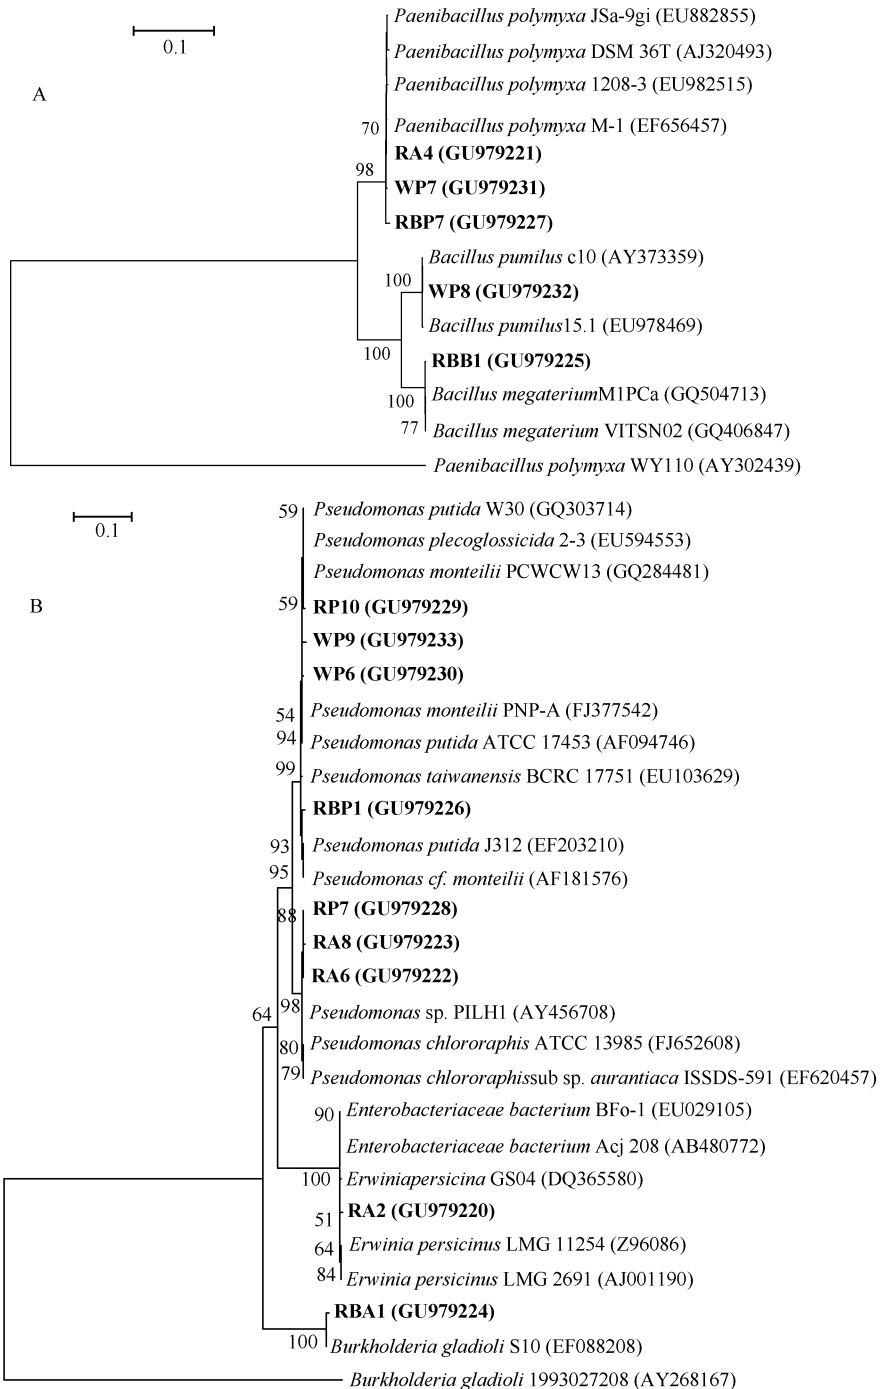 Paenibacillus polymyxa JSa-9gi (EU882855)
0.1
Paenibacillus polymyxa DSM 36T (AJ320493)
Paenibacillus polymyxa 1208-3 (EU982515)
A
70
Paenibacillus polymyxa M-1 (EF656457)
RA4 (GU979221)
98
WP7 (GU979231)
RBP7 (GU979227)
Bacillus pumilus c10 (AY373359)
100
WP8 (GU979232)
Bacillus pumilus15.1 (EU978469)
100
RBB1 (GU979225)
Bacillus megateriumM1PCa (GQ504713)
100
77
Bacillus megaterium VITSN02 (GQ406847)
Paenibacillus polymyxa WY110 (AY302439)
59
Pseudomonas putida W30 (GQ303714)
0.1
Pseudomonas plecoglossicida 2-3 (EU594553)
Pseudomonas monteilii PCWCW13 (GQ284481)
B
59
RP10 (GU979229)
WP9 (GU979233)
WP6 (GU979230)
54
Pseudomonas monteilii PNP-A (FJ377542)
94
Pseudomonas putida ATCC 17453 (AF094746)
99
Pseudomonas taiwanensis BCRC 17751 (EU103629)
RBP1 (GU979226)
93
Pseudomonas putida J312 (EF203210)
95
Pseudomonas cf. monteilii (AF181576)
88
RP7 (GU979228)
RA8 (GU979223)
RA6 (GU979222)
64
98
Pseudomonas sp. PILH1 (AY456708)
80
Pseudomonas chlororaphis ATCC 13985 (FJ652608)
79
Pseudomonas chlororaphissub sp. aurantiaca ISSDS-591 (EF620457)
90
Enterobacteriaceae bacterium BFo-1 (EU029105)
Enterobacteriaceae bacterium Acj 208 (AB480772)
100
Erwiniapersicina GS04 (DQ365580)
51
RA2 (GU979220)
64
Erwinia persicinus LMG 11254 (Z96086)
84
Erwinia persicinus LMG 2691 (AJ001190)
RBA1 (GU979224)
100
Burkholderia gladioli S10 (EF088208)
Burkholderia gladioli 1993027208 (AY268167)